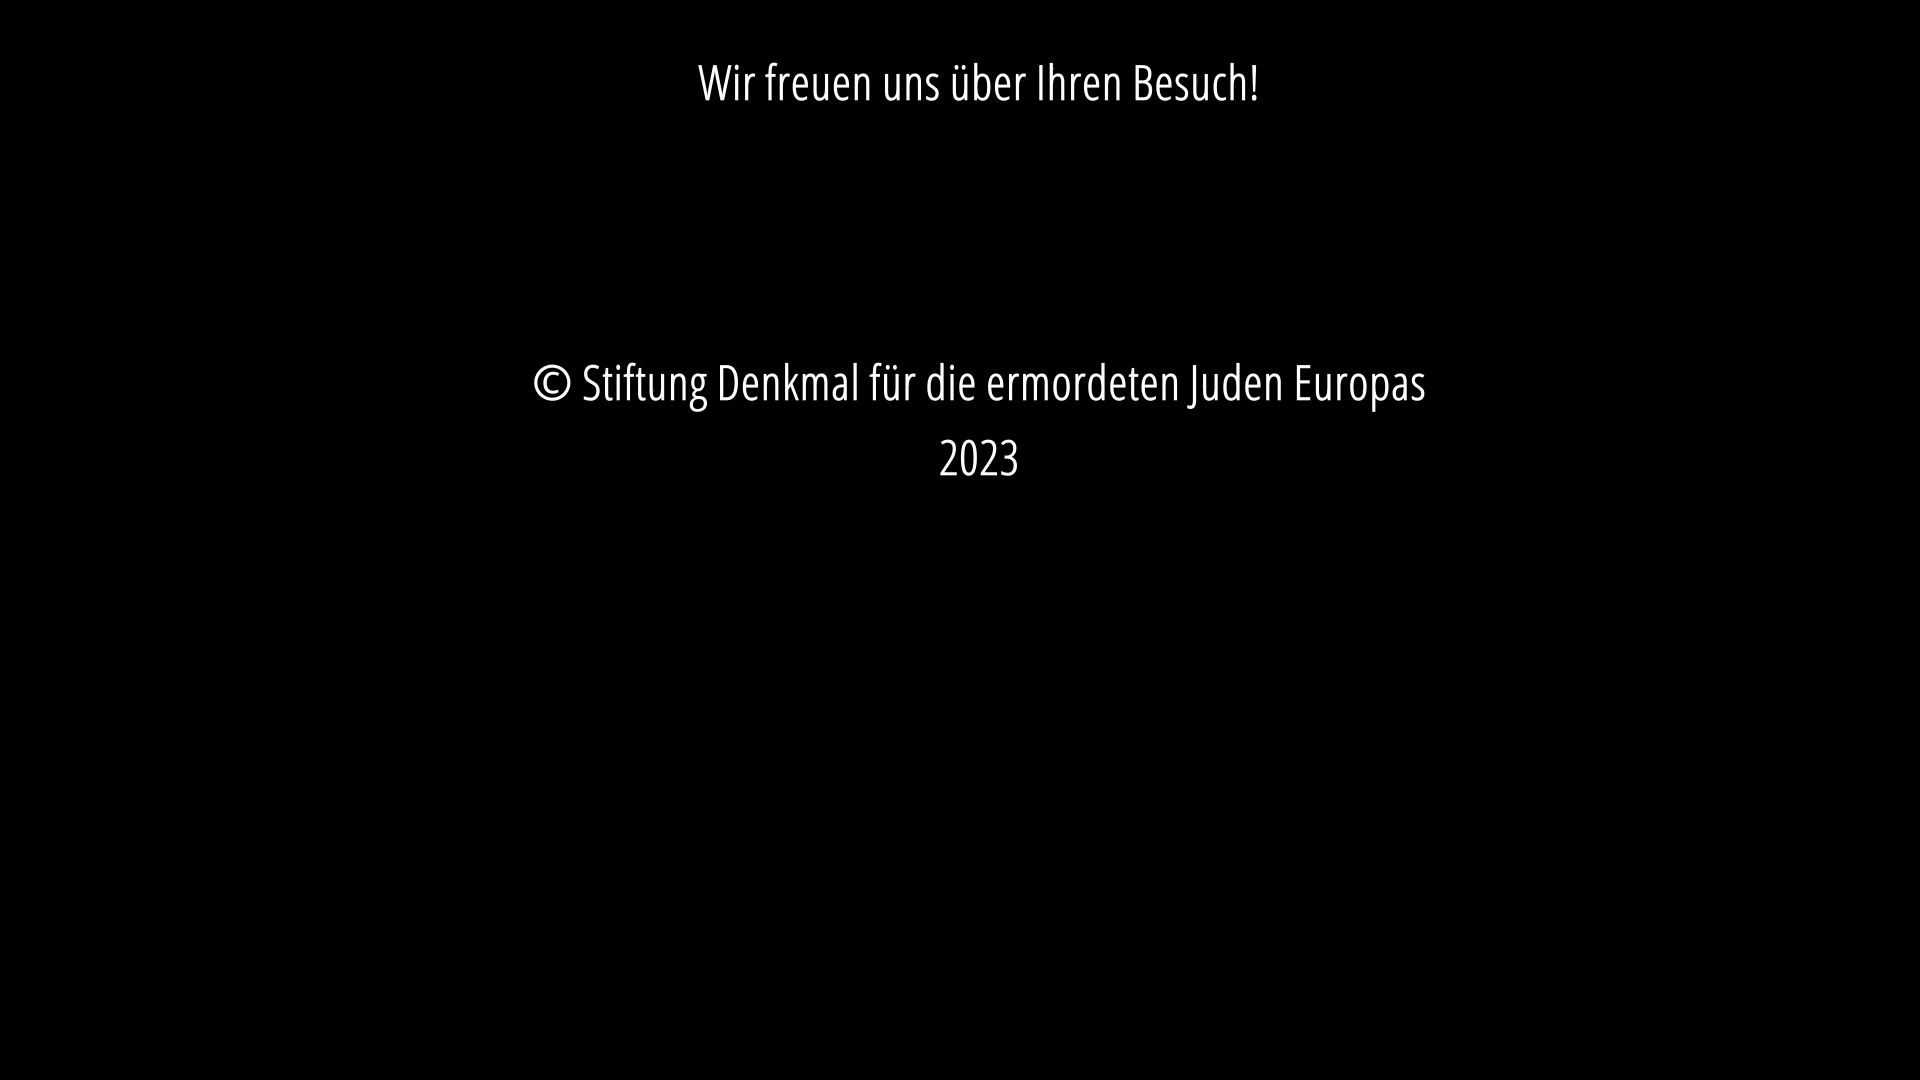 Wir freuen uns über Ihren Besuch!
© Stiftung Denkmal für die ermordeten Juden Europas
2023